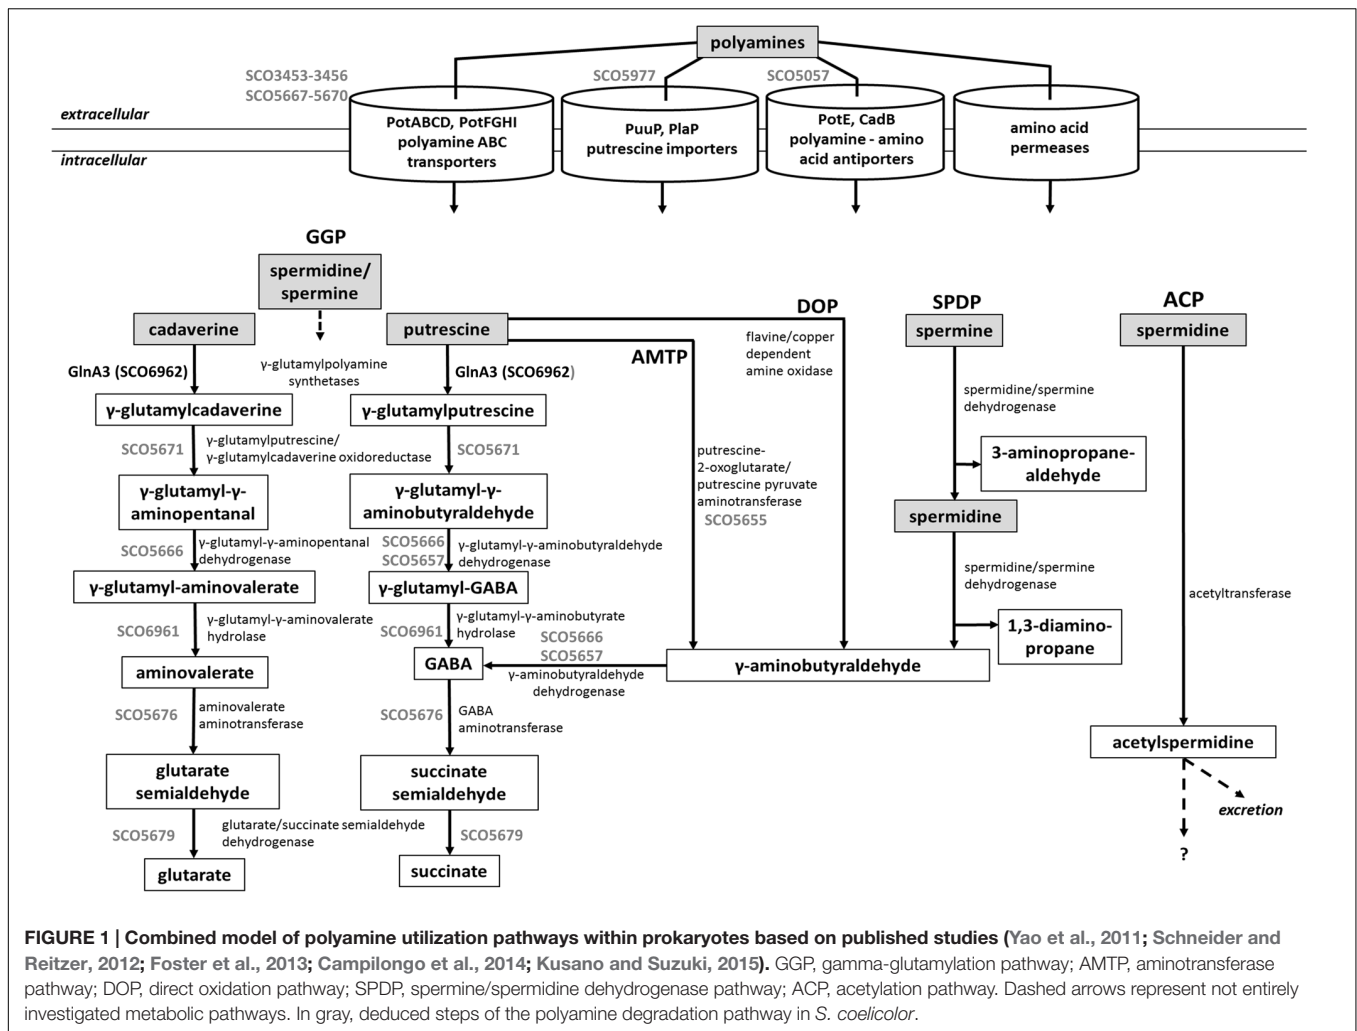 polyamines
SCO3453-3456
SCO5667-5670
SCO5977
SCO5057
extracellular
intracellular
PotABCD, PotFGHI
polyamine ABC
transporters
PuuP, PlaP
putrescine importers
PotE, CadB
polyamine - amino
acid antiporters
amino acid
permeases
GGP
spermidine/
spermine
cadaverine
putrescine
γ-glutamylpolyamine
synthetases
GlnA3 (SCO6962)
γ-glutamylcadaverine
SCO5671
γ-glutamylputrescine/
γ-glutamylcadaverine oxidoreductase
γ-glutamyl-γ-
aminopentanal
SCO5666
γ-glutamyl-γ-aminopentanal
dehydrogenase
γ-glutamyl-aminovalerate
SCO6961
γ-glutamyl-γ-aminovalerate
hydrolase
aminovalerate
SCO5676
aminovalerate
aminotransferase
glutarate
semialdehyde
SCO5679
glutarate/succinate semialdehyde
dehydrogenase
glutarate
GlnA3 (SCO6962)
γ-glutamylputrescine
SCO5671
γ-glutamyl-γ-
aminobutyraldehyde
SCO5666
SCO5657
γ-glutamyl-γ-aminobutyraldehyde
dehydrogenase
γ-glutamyl-GABA
SCO6961
γ-glutamyl-γ-aminobutyrate
hydrolase
GABA
SCO5676
GABA
aminotransferase
succinate
semialdehyde
SCO5679
succinate
SCO5666
SCO5657
γ-aminobutyraldehyde
dehydrogenase
AMTP
putrescine-
2-oxoglutarate/
putrescine pyruvate
aminotransferase
SCO5655
DOP
flavine/copper
dependent
amine oxidase
γ-aminobutyraldehyde
SPDP
spermine
spermidine/spermine
dehydrogenase
3-aminopropane-
aldehyde
spermidine
spermidine/spermine
dehydrogenase
1,3-diamino-
propane
ACP
spermidine
acetyltransferase
acetylspermidine
excretion
?
FIGURE 1 | Combined model of polyamine utilization pathways within prokaryotes based on published studies (Yao et al., 2011; Schneider and
Reitzer, 2012; Foster et al., 2013; Campilongo et al., 2014; Kusano and Suzuki, 2015). GGP, gamma-glutamylation pathway; AMTP, aminotransferase
pathway; DOP, direct oxidation pathway; SPDP, spermine/spermidine dehydrogenase pathway; ACP, acetylation pathway. Dashed arrows represent not entirely
investigated metabolic pathways. In gray, deduced steps of the polyamine degradation pathway in S. coelicolor.